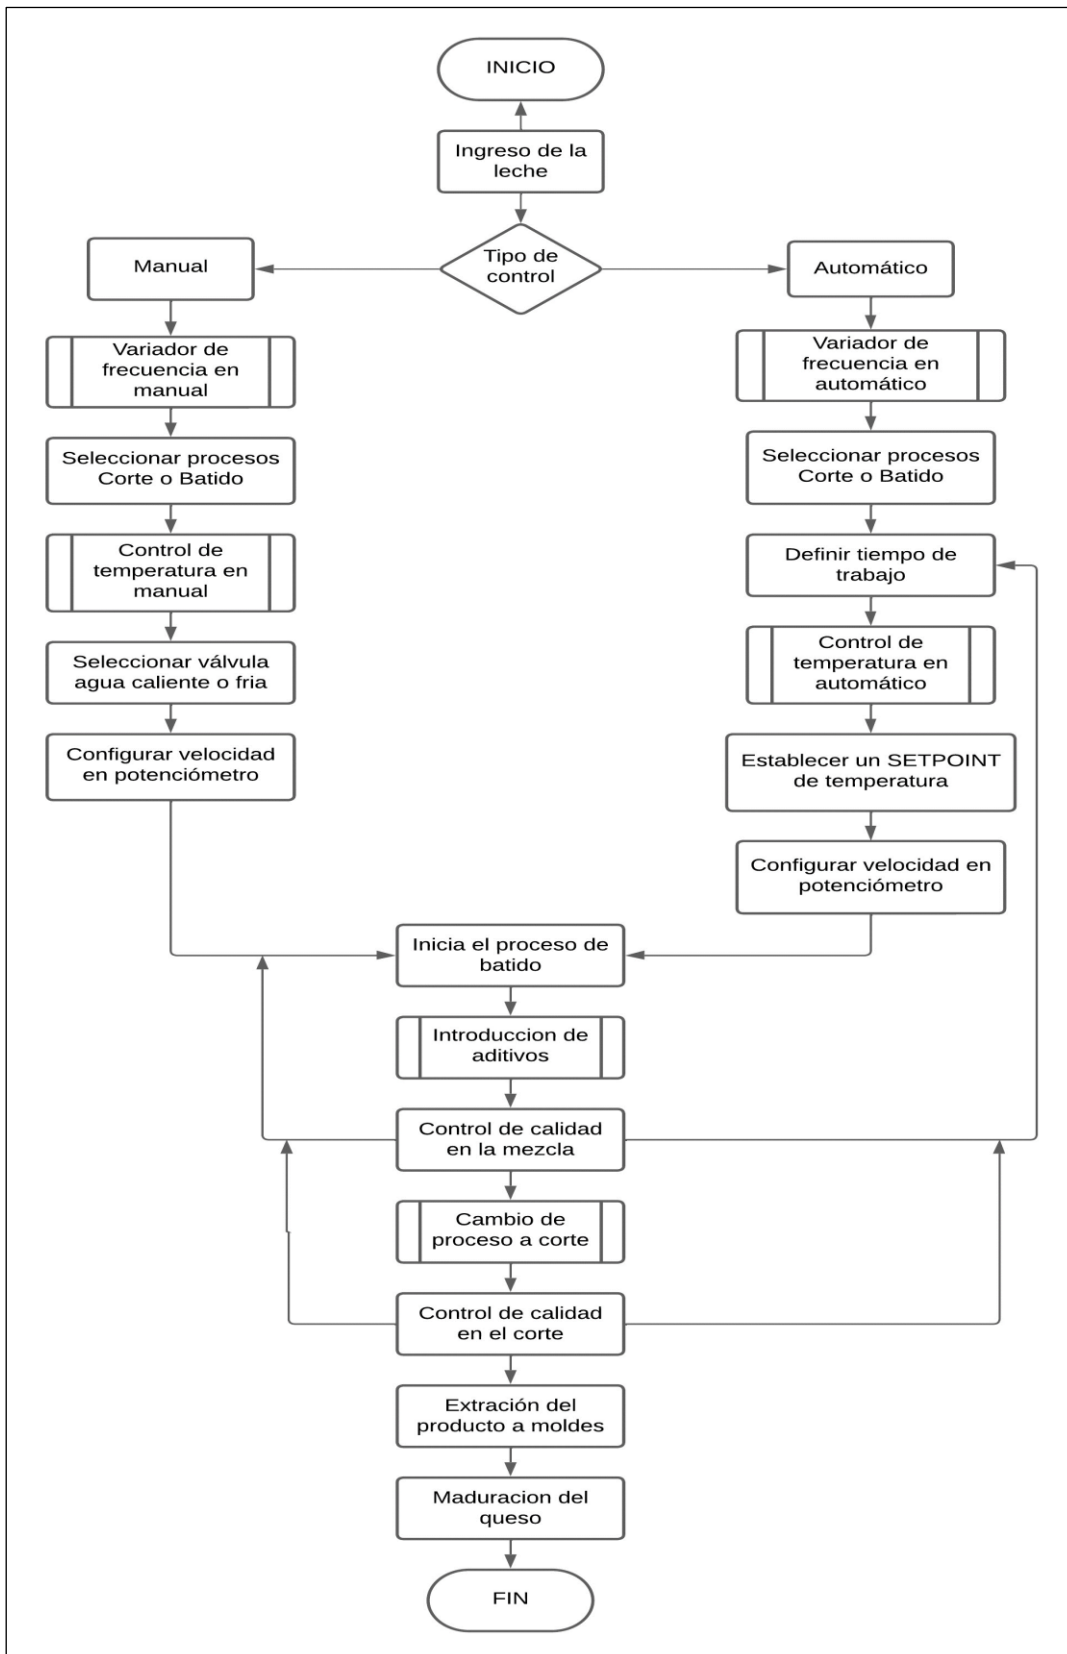 INICIO
Ingreso de la
leche
Tipo de
control
Manual
Automático
Variador de
frecuencia en
manual
Seleccionar procesos
Corte o Batido
Control de
temperatura en
manual
Seleccionar válvula
agua caliente o fria
Configurar velocidad
en potenciómetro
Variador de
frecuencia en
automático
Seleccionar procesos
Corte o Batido
Definir tiempo de
trabajo
Control de
temperatura en
automático
Establecer un SETPOINT
de temperatura
Configurar velocidad en
potenciómetro
Inicia el proceso de
batido
Introduccion de
aditivos
Control de calidad
en la mezcla
Cambio de
proceso a corte
Control de calidad
en el corte
Extración del
producto a moldes
Maduracion del
queso
FIN